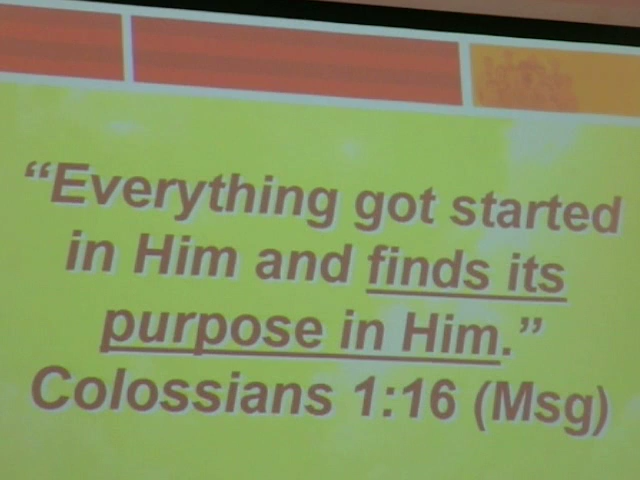 “Everything got started
in Him and finds its
purpose in Him.”
Colossians 1:16 (Msg)